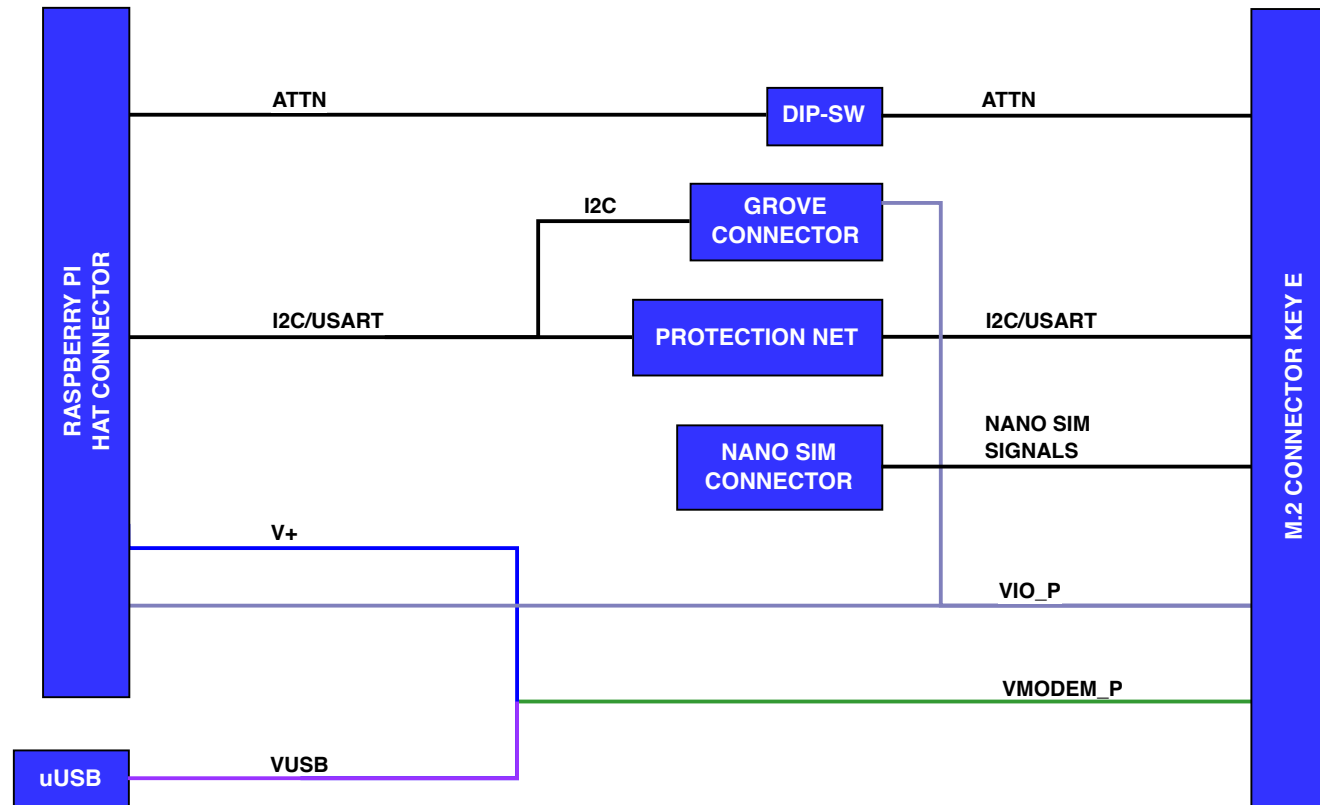 ATTN
DIP-SW
ATTN
I2C
GROVE
CONNECTOR
RASPBERRY PI
HAT CONNECTOR
I2C/USART
PROTECTION NET
I2C/USART
M.2 CONNECTOR KEY E
NANO SIM
CONNECTOR
NANO SIM
SIGNALS
V+
VIO_P
VMODEM_P
uUSB
VUSB